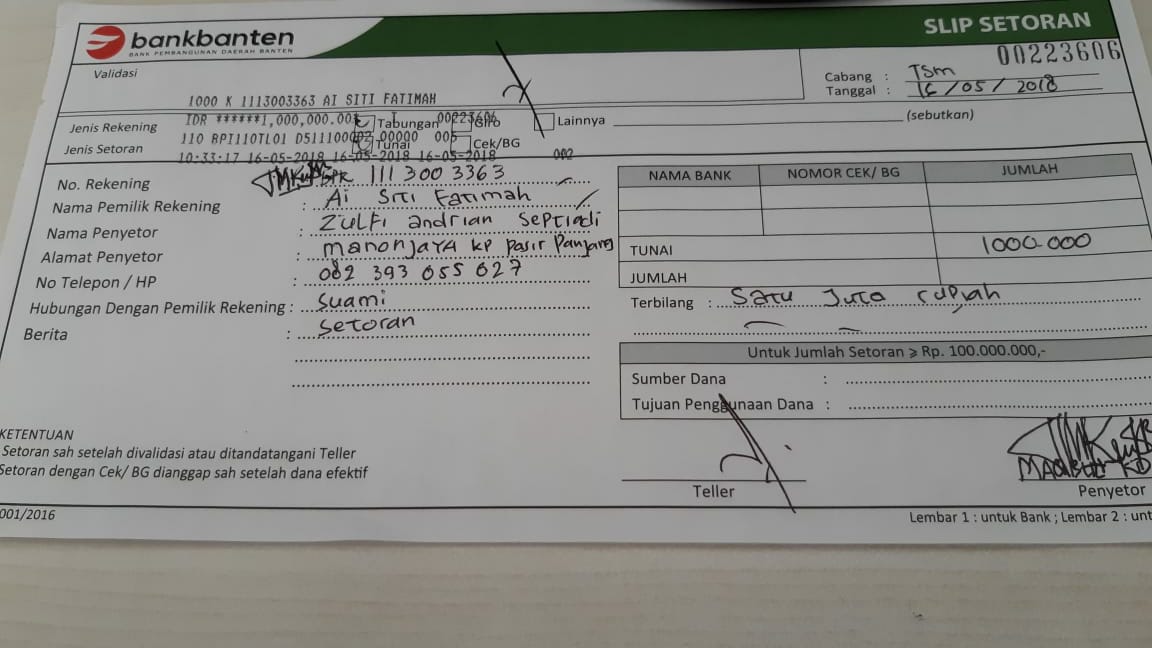 bankbanten
BANK PEMBANGUNAN DAERAH BANTEN
SLIP SETORAN
00223606
Validasi
Cabang : TSM
Tanggal : 16/05/2018
1000 K 1113003363 AI SITI FATIMAH
IDR ******1,000,000.00 00223606
Jenis Rekening Tabungan Giro Lainnya (sebutkan)
110 BPI110TL01 D5111000 00000 005
Jenis Setoran Tunai Cek/BG
10:33:17 16-05-2018 16-05-2018 16-05-2018 002
No. Rekening 111 300 3363
Nama Pemilik Rekening : Ai Siti Fatimah
Nama Penyetor : Zulfi andrian Septiadi
Alamat Penyetor : manonjaya kp pasir Panjang
No Telepon / HP : 082 393 055 027
Hubungan Dengan Pemilik Rekening : Suami
Berita : Setoran
NAMA BANK NOMOR CEK/ BG JUMLAH
TUNAI 1000.000
JUMLAH
Terbilang : Satu Juta rupiah
Untuk Jumlah Setoran ⩾ Rp. 100.000.000,-
Sumber Dana :
Tujuan Penggunaan Dana :
KETENTUAN
Setoran sah setelah divalidasi atau ditandatangani Teller
Setoran dengan Cek/ BG dianggap sah setelah dana efektif
Teller
Penyetor
001/2016
Lembar 1 : untuk Bank ; Lembar 2 : unt